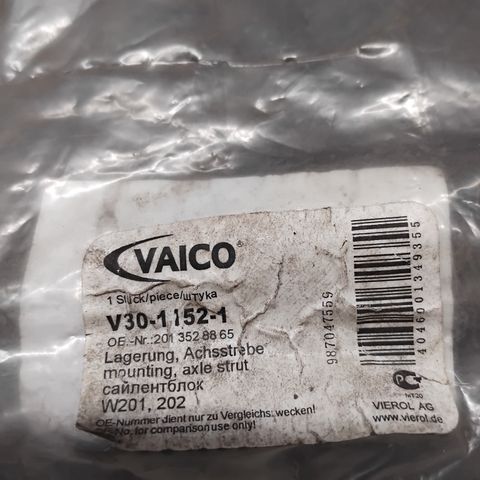 VAICO®
1 Stück/piece/штука
V30-1152-1
OE-Nr.:201 352 88 65
Lagerung, Achsstrebe
mounting, axle strut
сайлентблок
W201, 202
OE-Nummer dient nur zu Vergleichszwecken!
OE No. for comparison use only!
987047559
4046001349355
VIEROL AG
www.vierol.de